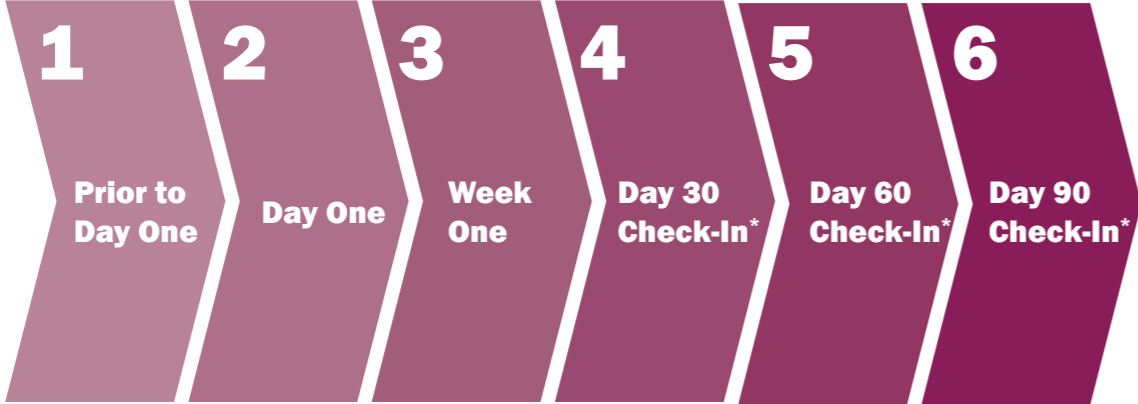 1
Prior to
Day One
2
Day One
3
Week
One
4
Day 30
Check-In*
5
Day 60
Check-In*
6
Day 90
Check-In*